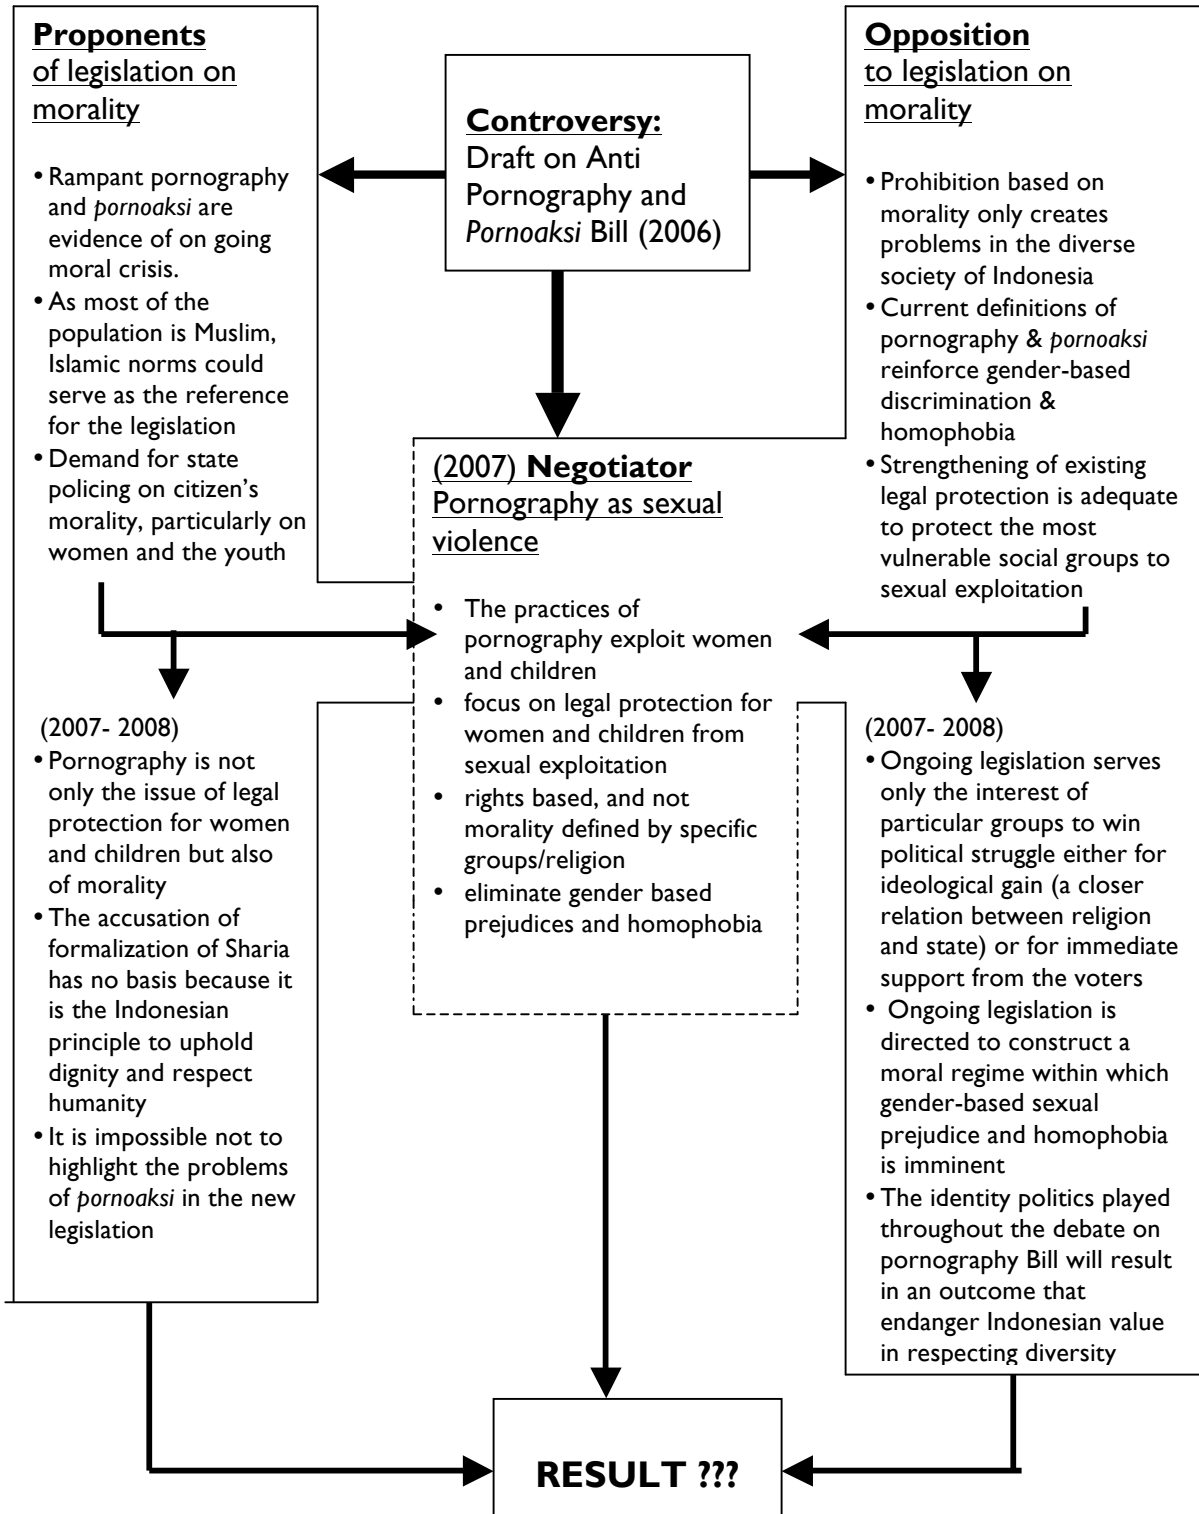 Proponents
of legislation on
morality
• Rampant pornography
and pornoaksi are
evidence of on going
moral crisis.
• As most of the
population is Muslim,
Islamic norms could
serve as the reference
for the legislation
• Demand for state
policing on citizen's
morality, particularly on
women and the youth
(2007- 2008)
• Pornography is not
only the issue of legal
protection for women
and children but also
of morality
• The accusation of
formalization of Sharia
has no basis because it
is the Indonesian
principle to uphold
dignity and respect
humanity
• It is impossible not to
highlight the problems
of pornoaksi in the new
legislation
Controversy:
Draft on Anti
Pornography and
Pornoaksi Bill (2006)
(2007) Negotiator
Pornography as sexual
violence
• The practices of
pornography exploit women
and children
• focus on legal protection for
women and children from
sexual exploitation
• rights based, and not
morality defined by specific
groups/religion
• eliminate gender based
prejudices and homophobia
Opposition
to legislation on
morality
• Prohibition based on
morality only creates
problems in the diverse
society of Indonesia
• Current definitions of
pornography & pornoaksi
reinforce gender-based
discrimination &
homophobia
• Strengthening of existing
legal protection is adequate
to protect the most
vulnerable social groups to
sexual exploitation
(2007- 2008)
• Ongoing legislation serves
only the interest of
particular groups to win
political struggle either for
ideological gain (a closer
relation between religion
and state) or for immediate
support from the voters
• Ongoing legislation is
directed to construct a
moral regime within which
gender-based sexual
prejudice and homophobia
is imminent
• The identity politics played
throughout the debate on
pornography Bill will result
in an outcome that
endanger Indonesian value
in respecting diversity
RESULT ???